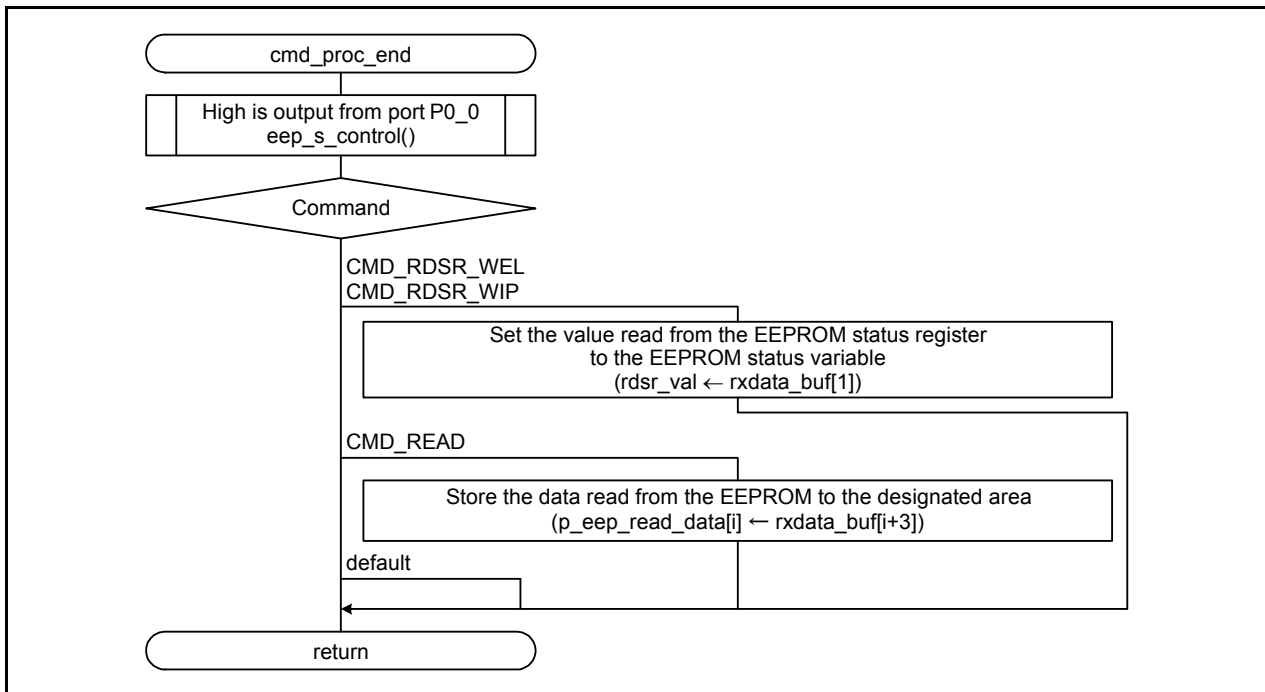 cmd_proc_end
High is output from port P0_0
eep_s_control()
Command
CMD_RDSR_WEL
CMD_RDSR_WIP
Set the value read from the EEPROM status register
to the EEPROM status variable
(rdsr_val ← rxdata_buf[1])
CMD_READ
Store the data read from the EEPROM to the designated area
(p_eep_read_data[i] ← rxdata_buf[i+3])
default
return